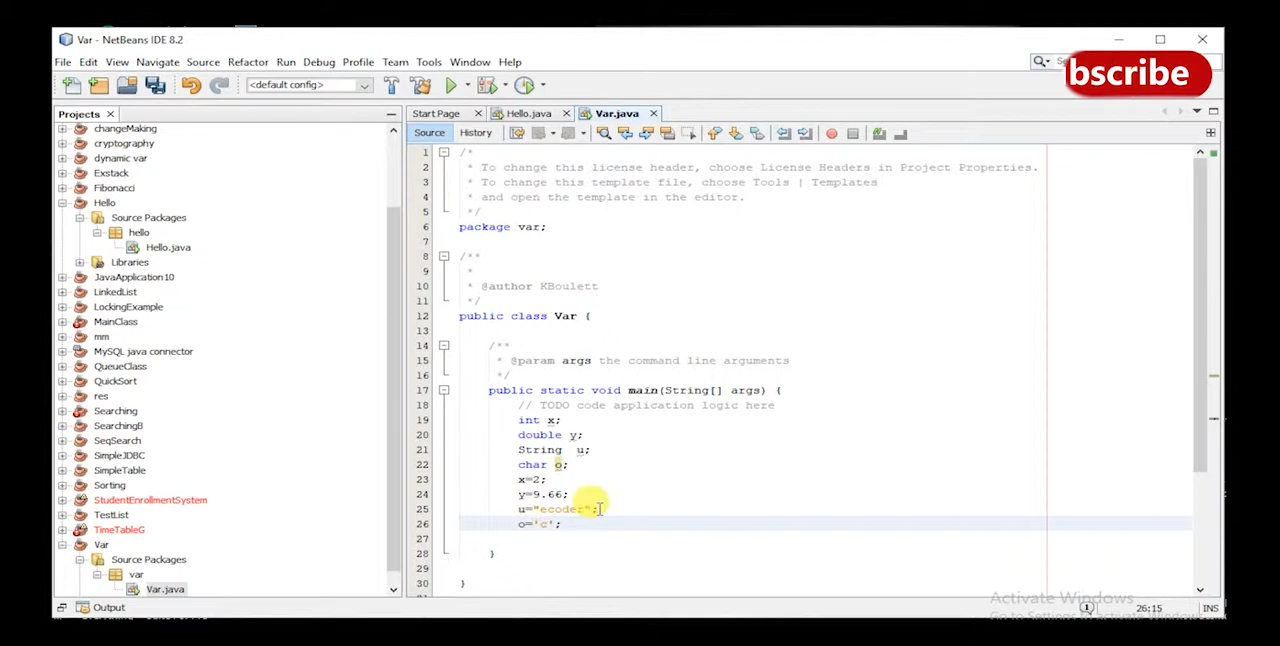 Var - NetBeans IDE 8.2
File Edit View Navigate Source Refactor Run Debug Profile Team Tools Window Help
bscribe
<default config>
Projects
Start Page
Hello.java
Var.java
Source
History
changeMaking
cryptography
dynamic var
Exstack
Fibonacci
Hello
Source Packages
hello
Hello.java
Libraries
JavaApplication10
LinkedList
LockingExample
MainClass
mm
MySQL java connector
QueueClass
QuickSort
res
Searching
SearchingB
SeqSearch
SimpleJDBC
SimpleTable
Sorting
StudentEnrollmentSystem
TestList
TimeTableG
Var
Source Packages
var
Var.java
1 /*
2 * To change this license header, choose License Headers in Project Properties.
3 * To change this template file, choose Tools | Templates
4 * and open the template in the editor.
5 */
6 package var;
7
8 /**
9 *
10 * @author KBoulett
11 */
12 public class Var {
13
14 /**
15 * @param args the command line arguments
16 */
17 public static void main(String[] args) {
18 // TODO code application logic here
19 int x;
20 double y;
21 String u;
22 char o;
23 x=2;
24 y=9.66;
25 u="ecoder";
26 o='c';
27
28 }
29
30 }
Output
Activate Windows
1
26:15
INS